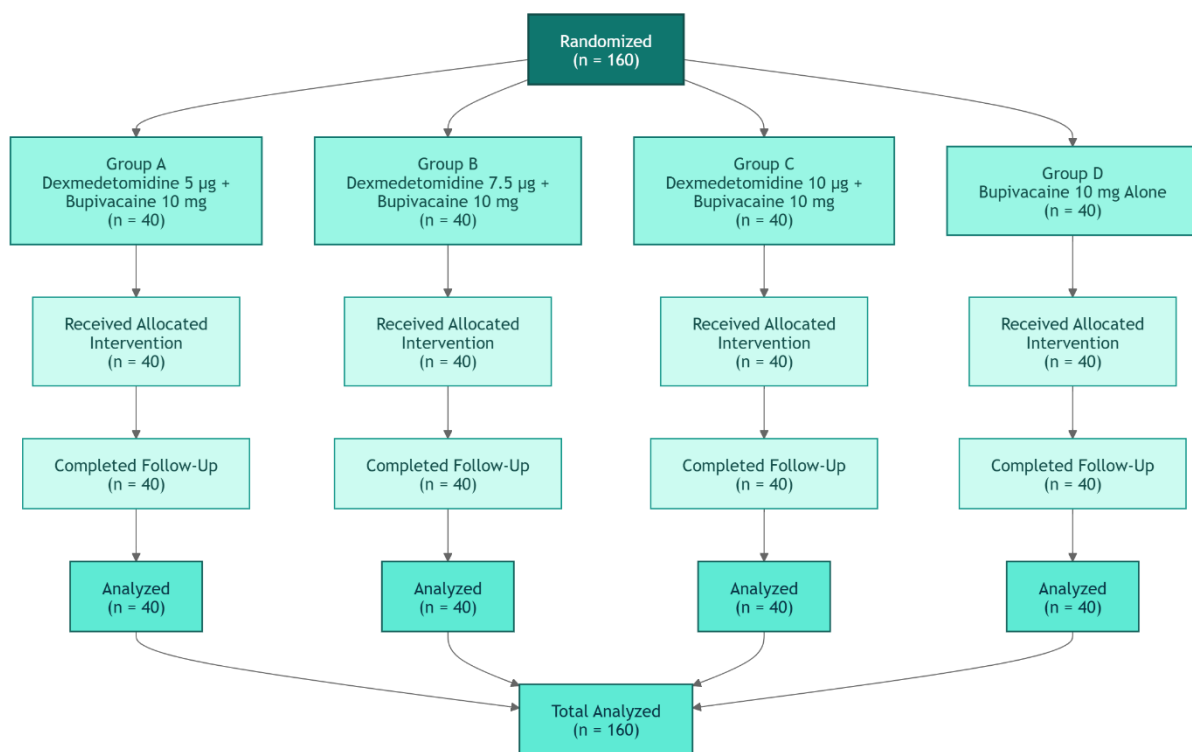 Randomized
(n = 160)
Group A
Dexmedetomidine 5 µg +
Bupivacaine 10 mg
(n = 40)
Group B
Dexmedetomidine 7.5 µg +
Bupivacaine 10 mg
(n = 40)
Group C
Dexmedetomidine 10 µg +
Bupivacaine 10 mg
(n = 40)
Group D
Bupivacaine 10 mg Alone
(n = 40)
Received Allocated
Intervention
(n = 40)
Received Allocated
Intervention
(n = 40)
Received Allocated
Intervention
(n = 40)
Received Allocated
Intervention
(n = 40)
Completed Follow-Up
(n = 40)
Completed Follow-Up
(n = 40)
Completed Follow-Up
(n = 40)
Completed Follow-Up
(n = 40)
Analyzed
(n = 40)
Analyzed
(n = 40)
Analyzed
(n = 40)
Analyzed
(n = 40)
Total Analyzed
(n = 160)